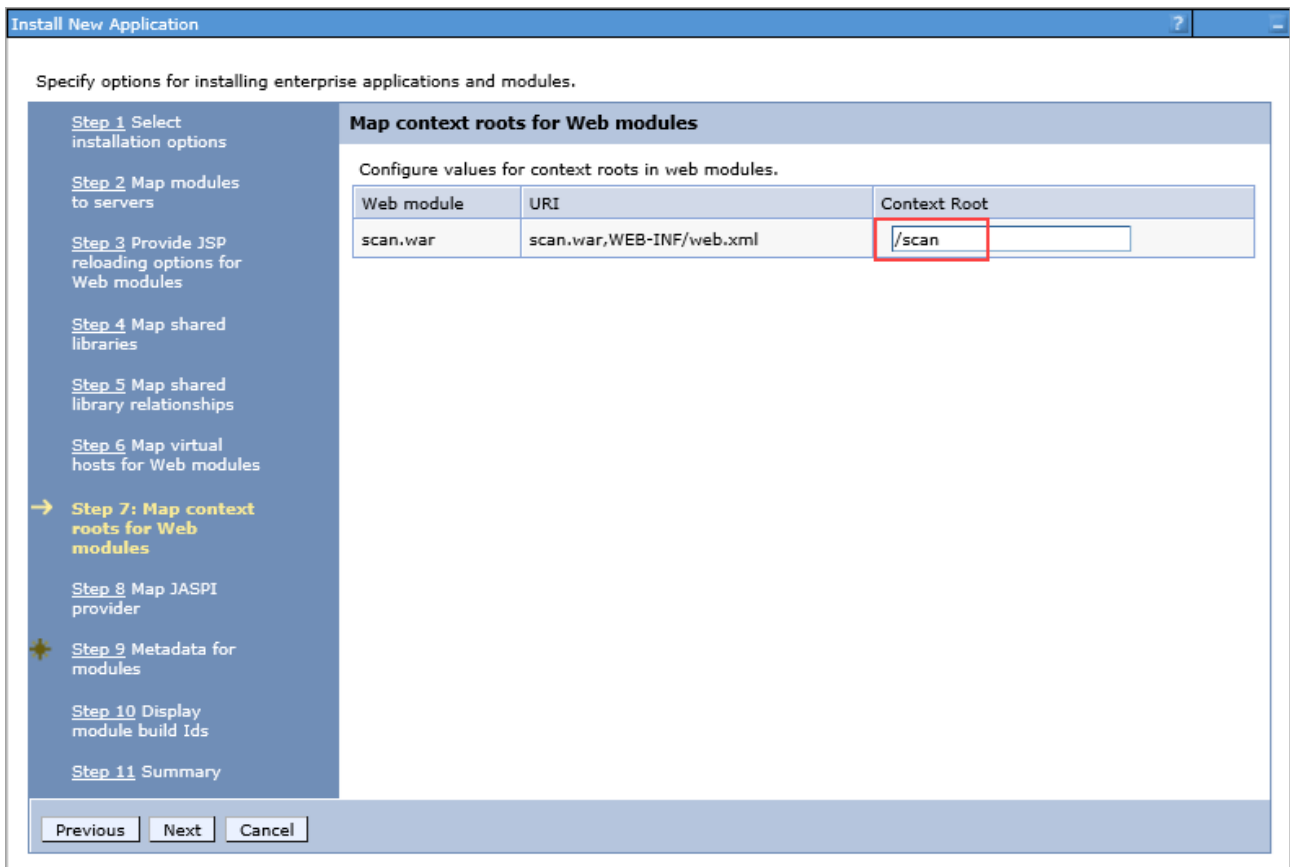 Install New Application
?
Specify options for installing enterprise applications and modules.
Step 1 Select
installation options
Step 2 Map modules
to servers
Step 3 Provide JSP
reloading options for
Web modules
Step 4 Map shared
libraries
Step 5 Map shared
library relationships
Step 6 Map virtual
hosts for Web modules
Step 7: Map context
roots for Web
modules
Step 8 Map JASPI
provider
Step 9 Metadata for
modules
Step 10 Display
module build Ids
Step 11 Summary
Map context roots for Web modules
Configure values for context roots in web modules.
Web module URI Context Root
scan.war scan.war,WEB-INF/web.xml /scan
Previous Next Cancel